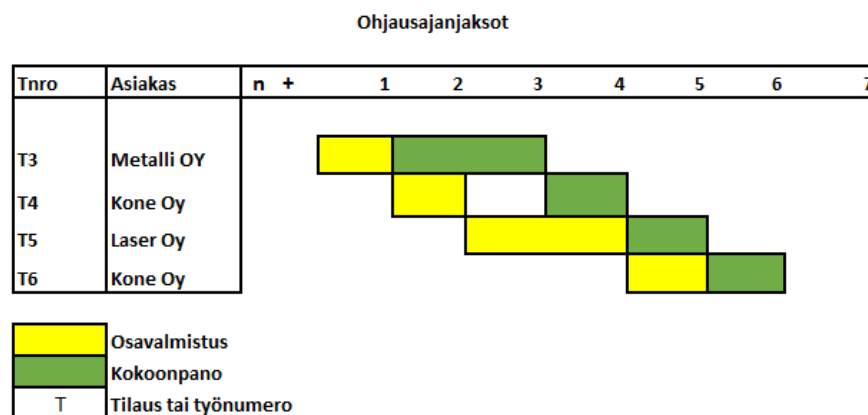 Ohjausajanjaksot
Tnro Asiakas n + 1 2 3 4 5 6 7
T3 Metalli OY
T4 Kone Oy
T5 Laser Oy
T6 Kone Oy
Osavalmistus
Kokoonpano
T Tilaus tai työnumero